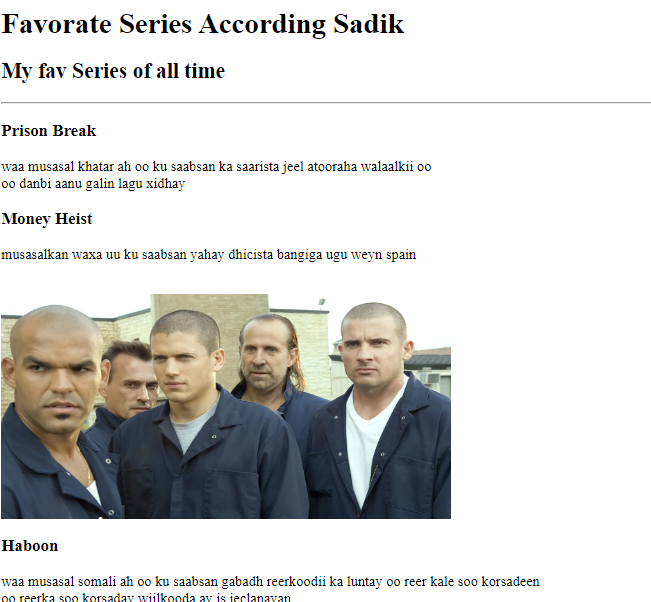 Favorate Series According Sadik
My fav Series of all time
Prison Break
waa musasal khatar ah oo ku saabsan ka saarista jeel atooraha walaalkii oo
oo danbi aanu galin lagu xidhay
Money Heist
musasalkan waxa uu ku saabsan yahay dhicista bangiga ugu weyn spain
Haboon
waa musasal somali ah oo ku saabsan gabadh reerkoodii ka luntay oo reer kale soo korsadeen
oo reerka soo korsaday wiilkooda ay is jeclanayan